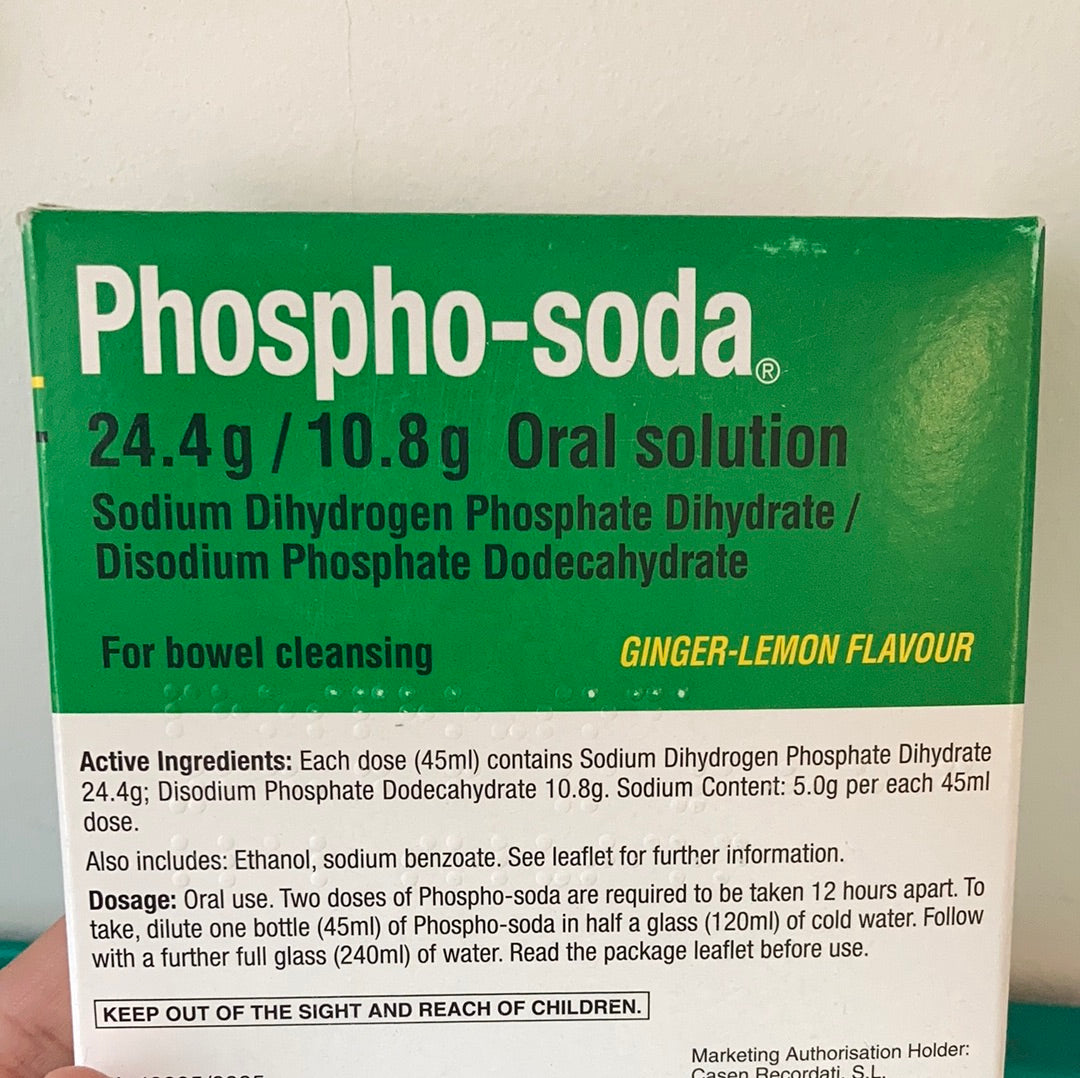 Phospho-soda®
24.4g / 10.8g Oral solution
Sodium Dihydrogen Phosphate Dihydrate /
Disodium Phosphate Dodecahydrate
For bowel cleansing
GINGER-LEMON FLAVOUR
Active Ingredients: Each dose (45ml) contains Sodium Dihydrogen Phosphate Dihydrate
24.4g; Disodium Phosphate Dodecahydrate 10.8g. Sodium Content: 5.0g per each 45ml
dose.
Also includes: Ethanol, sodium benzoate. See leaflet for further information.
Dosage: Oral use. Two doses of Phospho-soda are required to be taken 12 hours apart. To
take, dilute one bottle (45ml) of Phospho-soda in half a glass (120ml) of cold water. Follow
with a further full glass (240ml) of water. Read the package leaflet before use.
KEEP OUT OF THE SIGHT AND REACH OF CHILDREN.
Marketing Authorisation Holder:
Casen Recordati, S.L.